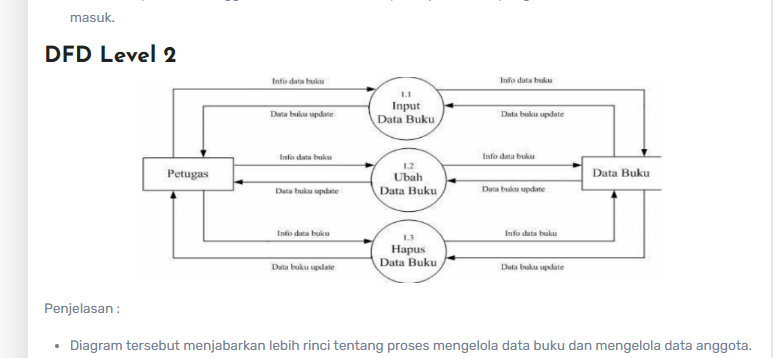 masuk.
DFD Level 2
Info data buku
Info data buku
1.1
Input
Data Buku
Data buku update
Data buku update
Info data buku
Info data buku
1.2
Ubah
Data Buku
Petugas
Data Buku
Data buku update
Data buku update
Info data buku
Info data buku
1.3
Hapus
Data Buku
Data buku update
Data buku update
Penjelasan :
• Diagram tersebut menjabarkan lebih rinci tentang proses mengelola data buku dan mengelola data anggota.